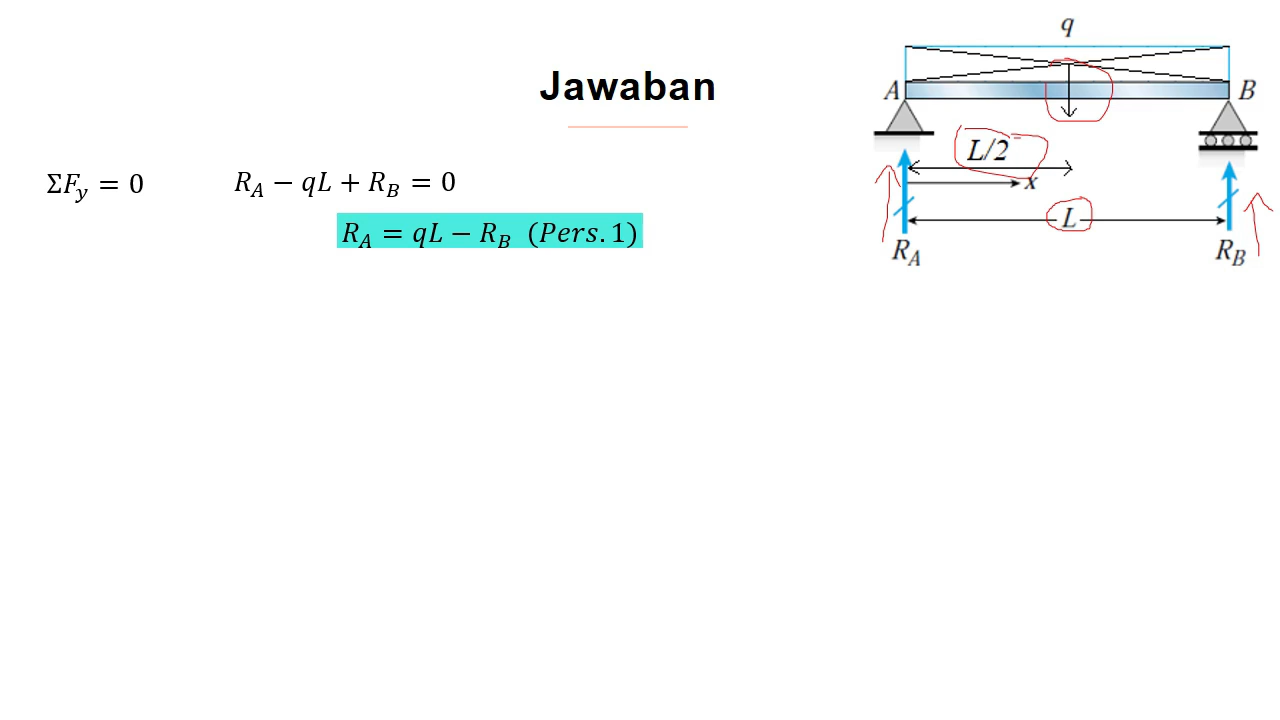 Jawaban
ΣF_y = 0
R_A − qL + R_B = 0
R_A = qL − R_B (Pers. 1)
q
A
B
L/2
x
L
R_A
R_B